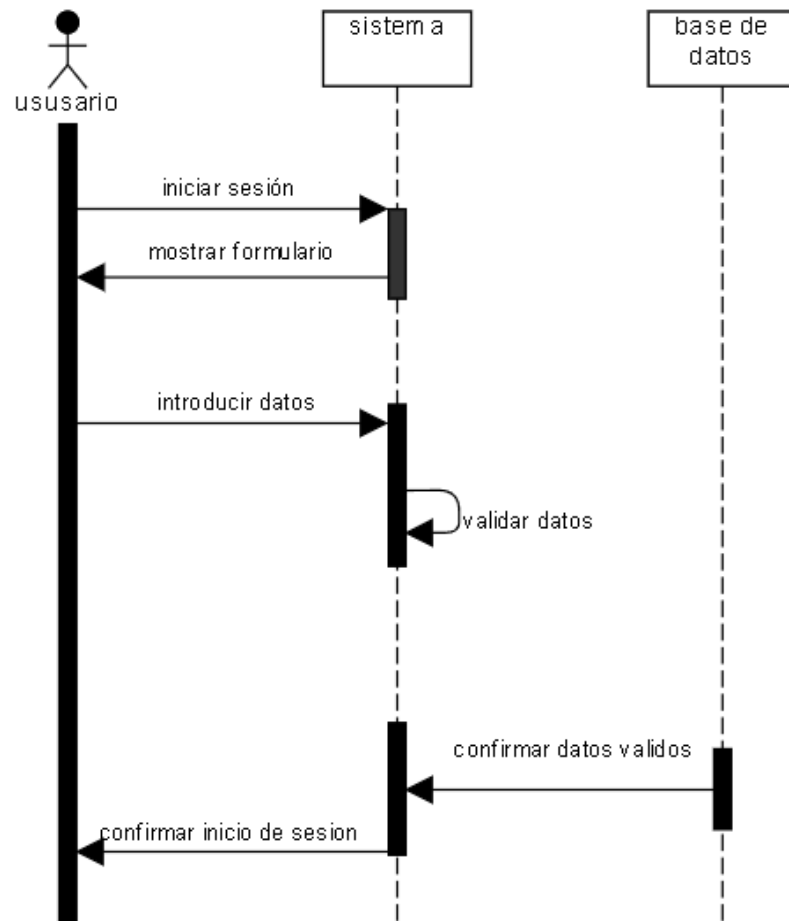 sistema
base de
datos
ususario
iniciar sesión
mostrar formulario
introducir datos
validar datos
confirmar datos validos
confirmar inicio de sesion